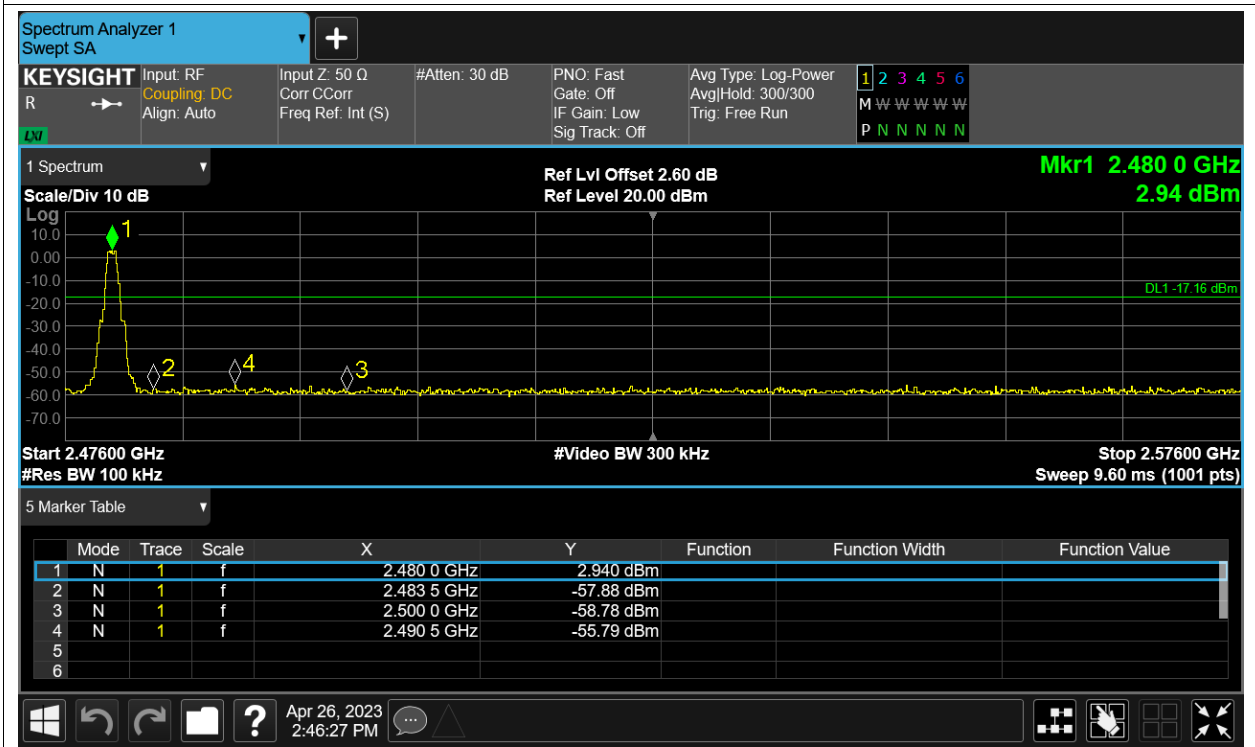 Spectrum Analyzer 1
Swept SA
KEYSIGHT Input: RF Input Z: 50 Ω #Atten: 30 dB PNO: Fast Avg Type: Log-Power 1 2 3 4 5 6
R Coupling: DC Corr CCorr Gate: Off Avg|Hold: 300/300 M W W W W W W
Align: Auto Freq Ref: Int (S) IF Gain: Low Trig: Free Run
LXI Sig Track: Off P N N N N N N
1 Spectrum Ref Lvl Offset 2.60 dB Mkr1 2.480 0 GHz
Scale/Div 10 dB Ref Level 20.00 dBm 2.94 dBm
Log
1
10.0
0.00
-10.0
DL1 -17.16 dBm
-20.0
-30.0
-40.0
2 4 3
-50.0
-60.0
-70.0
Start 2.47600 GHz #Video BW 300 kHz Stop 2.57600 GHz
#Res BW 100 kHz Sweep 9.60 ms (1001 pts)
5 Marker Table
Mode Trace Scale X Y Function Function Width Function Value
1 N 1 f 2.480 0 GHz 2.940 dBm
2 N 1 f 2.483 5 GHz -57.88 dBm
3 N 1 f 2.500 0 GHz -58.78 dBm
4 N 1 f 2.490 5 GHz -55.79 dBm
5
6
? Apr 26, 2023
2:46:27 PM